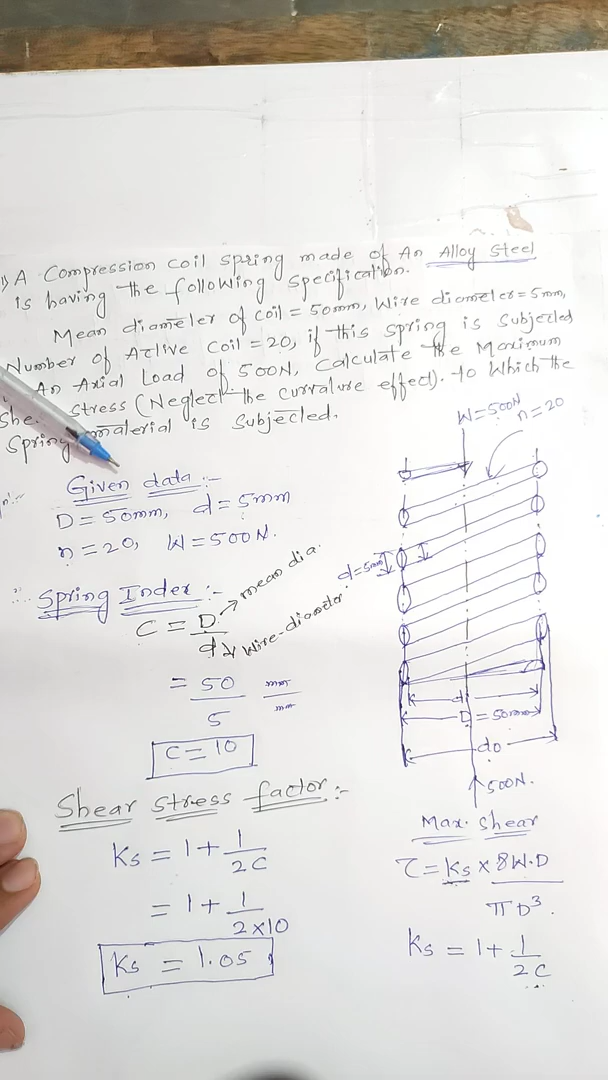 1) A Compression coil spring made of An Alloy Steel
is having the following Specification.
Mean diameter of coil = 50mm, Wire diameter = 5mm,
Number of Active coil = 20, if this spring is Subjected
An Axial Load of 500N, Calculate the Maximum
She Stress (Neglect the curvature effect). to Which the
Spring material is Subjected.
Given data :-
D = 50mm, d = 5mm
n = 20, W = 500N.
Spring Index :-
C = D → mean dia.
d Wire-diameter
= 50 mm
5 mm
C = 10
Shear Stress factor :-
Ks = 1 + 1
2C
= 1 + 1
2×10
Ks = 1.05
W = 500N
n = 20
d = 5mm
di
D = 50mm
do
500N.
Max. Shear
τ = Ks × 8W·D
πD³.
Ks = 1 + 1
2C